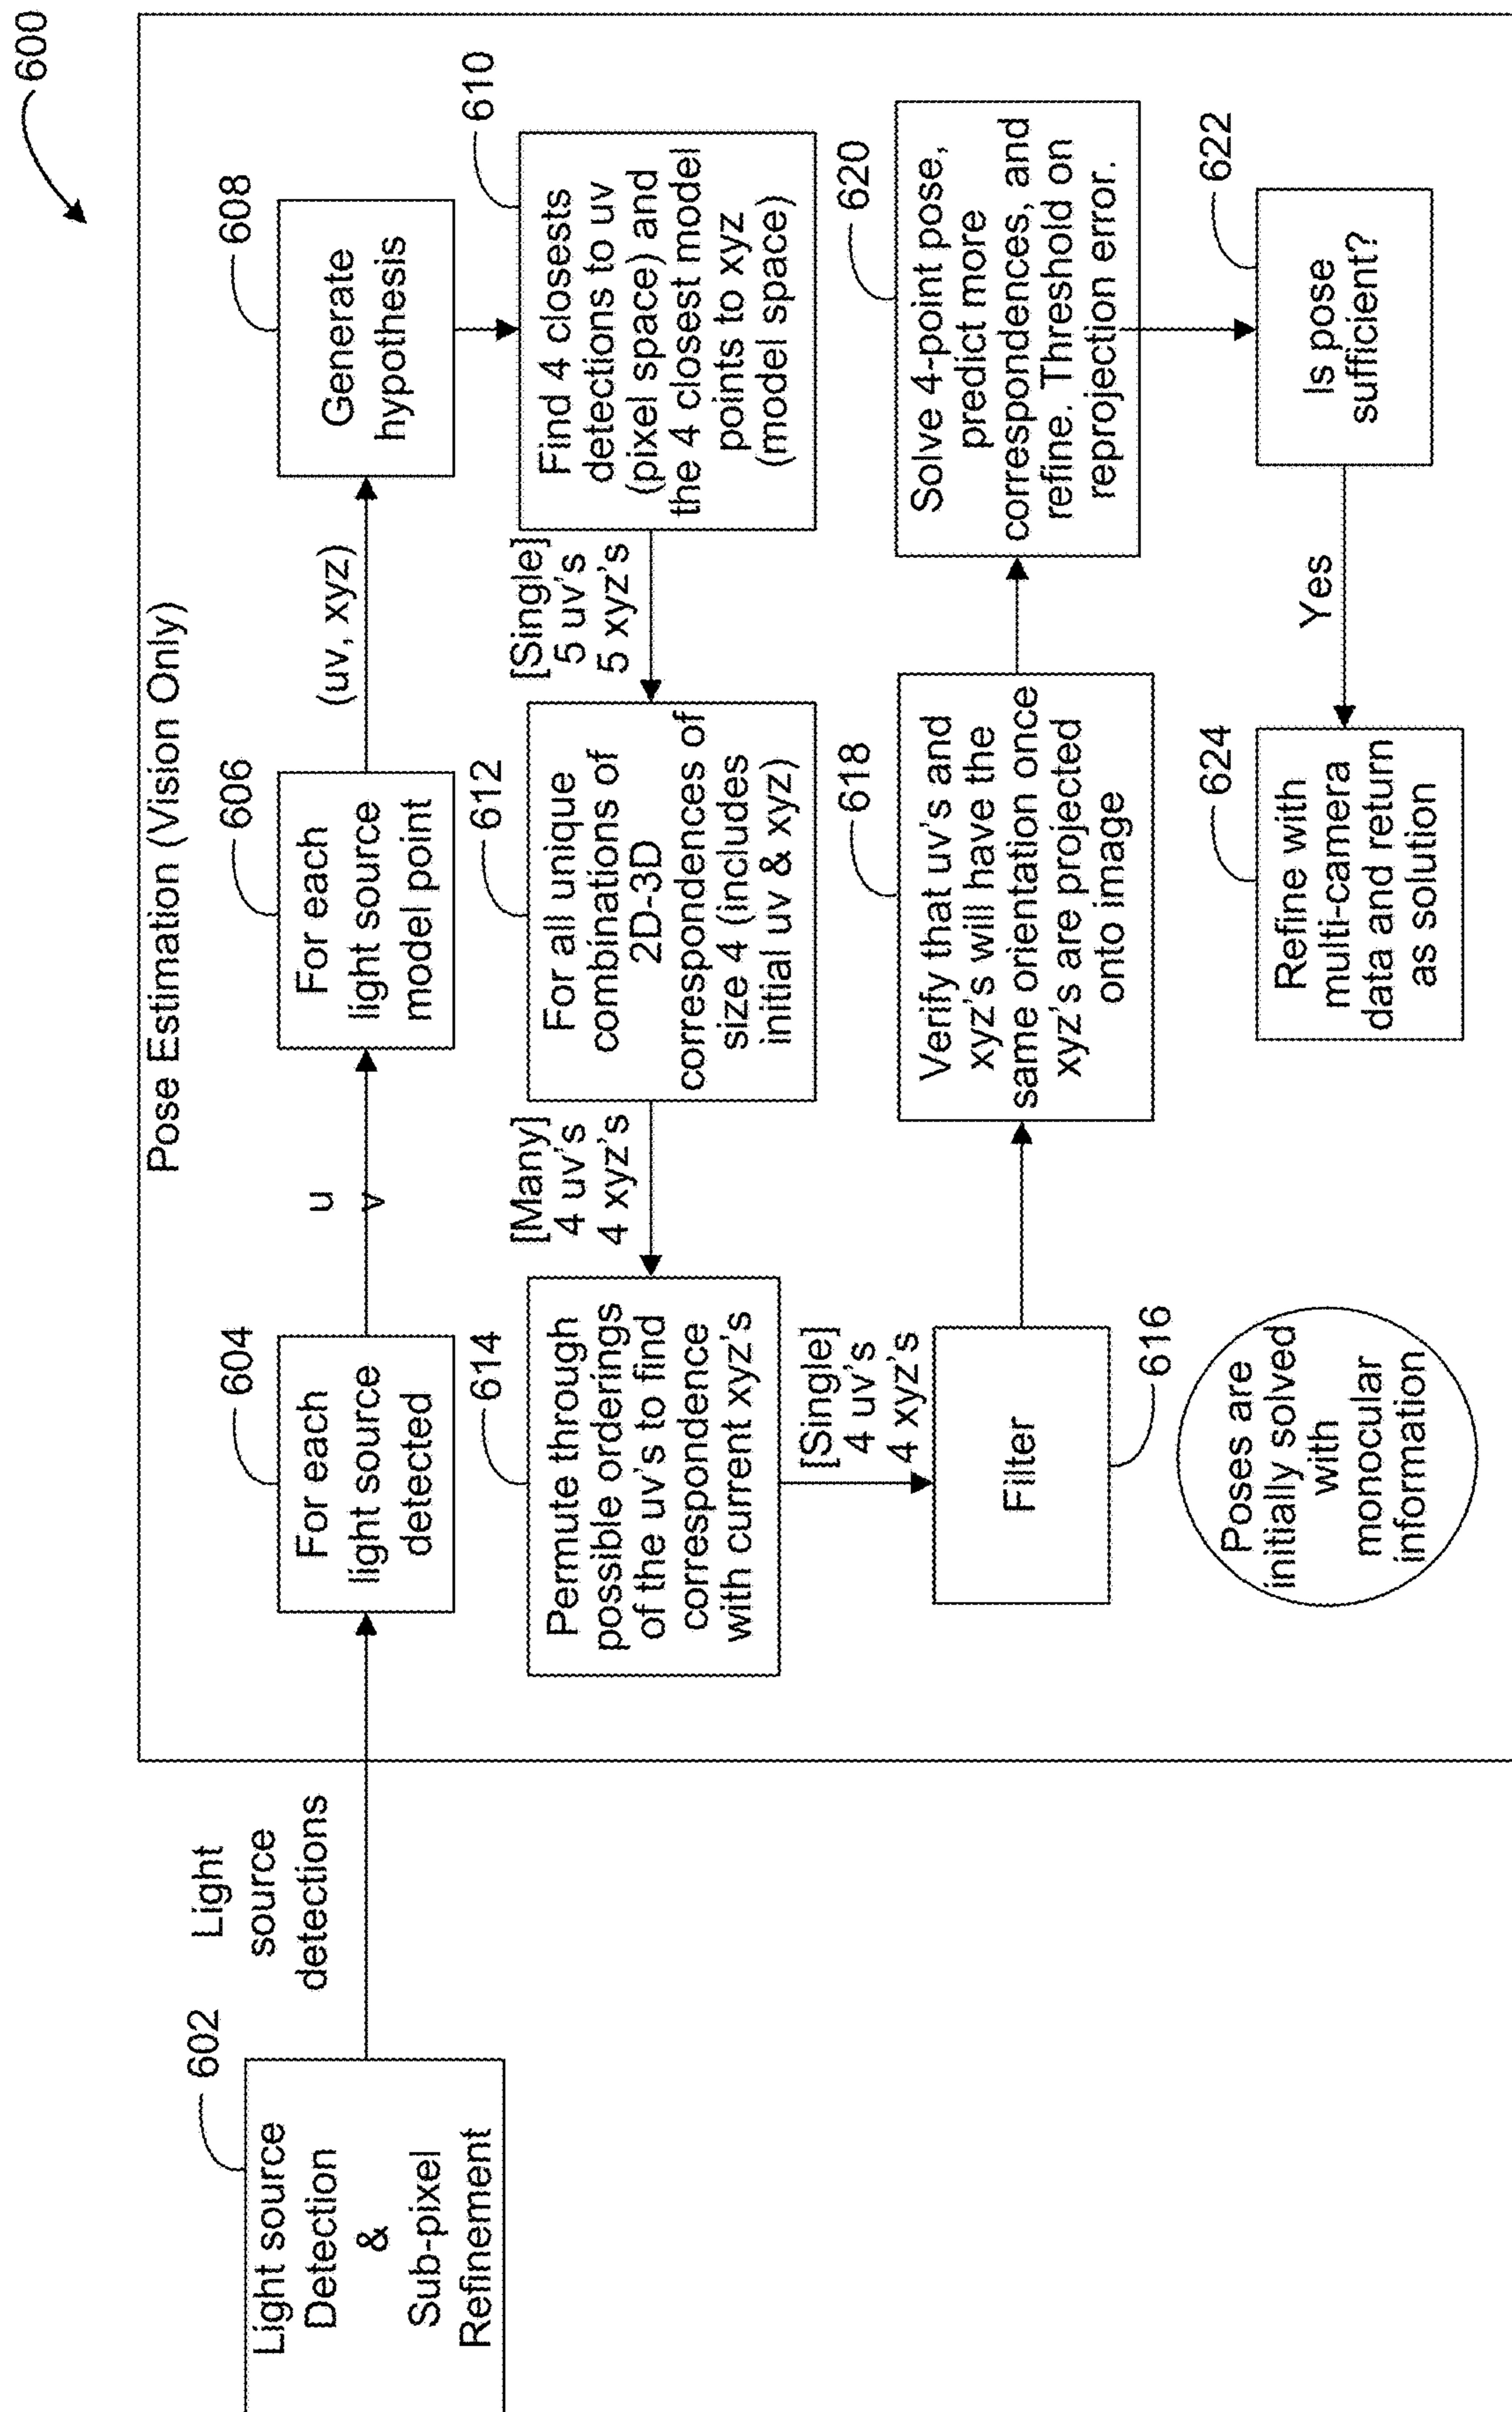 600
Pose Estimation (Vision Only)
602
Light source
Detection
&
Sub-pixel
Refinement
Light
source
detections
604
For each
light source
detected
u
v
606
For each
light source
model point
(uv, xyz)
608
Generate
hypothesis
610
Find 4 closests
detections to uv
(pixel space) and
the 4 closest model
points to xyz
(model space)
[Single]
5 uv's
5 xyz's
612
For all unique
combinations of
2D-3D
correspondences of
size 4 (includes
initial uv & xyz)
[Many]
4 uv's
4 xyz's
614
Permute through
possible orderings
of the uv's to find
correspondence
with current xyz's
[Single]
4 uv's
4 xyz's
Filter
616
618
Verify that uv's and
xyz's will have the
same orientation once
xyz's are projected
onto image
620
Solve 4-point pose,
predict more
correspondences, and
refine. Threshold on
reprojection error.
622
Is pose
sufficient?
Yes
624
Refine with
multi-camera
data and return
as solution
Poses are
initially solved
with
monocular
information